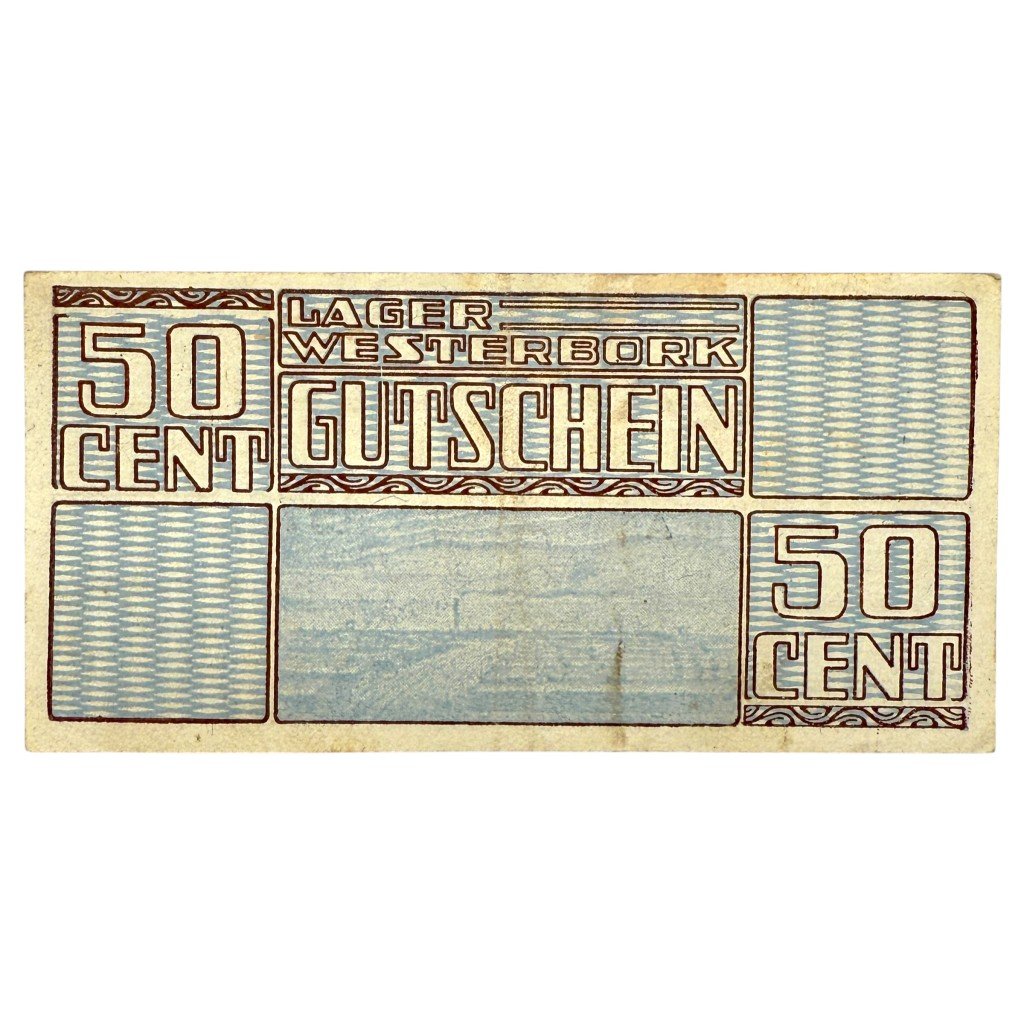 50
CENT
LAGER
WESTERBORK
GUTSCHEIN
50
CENT